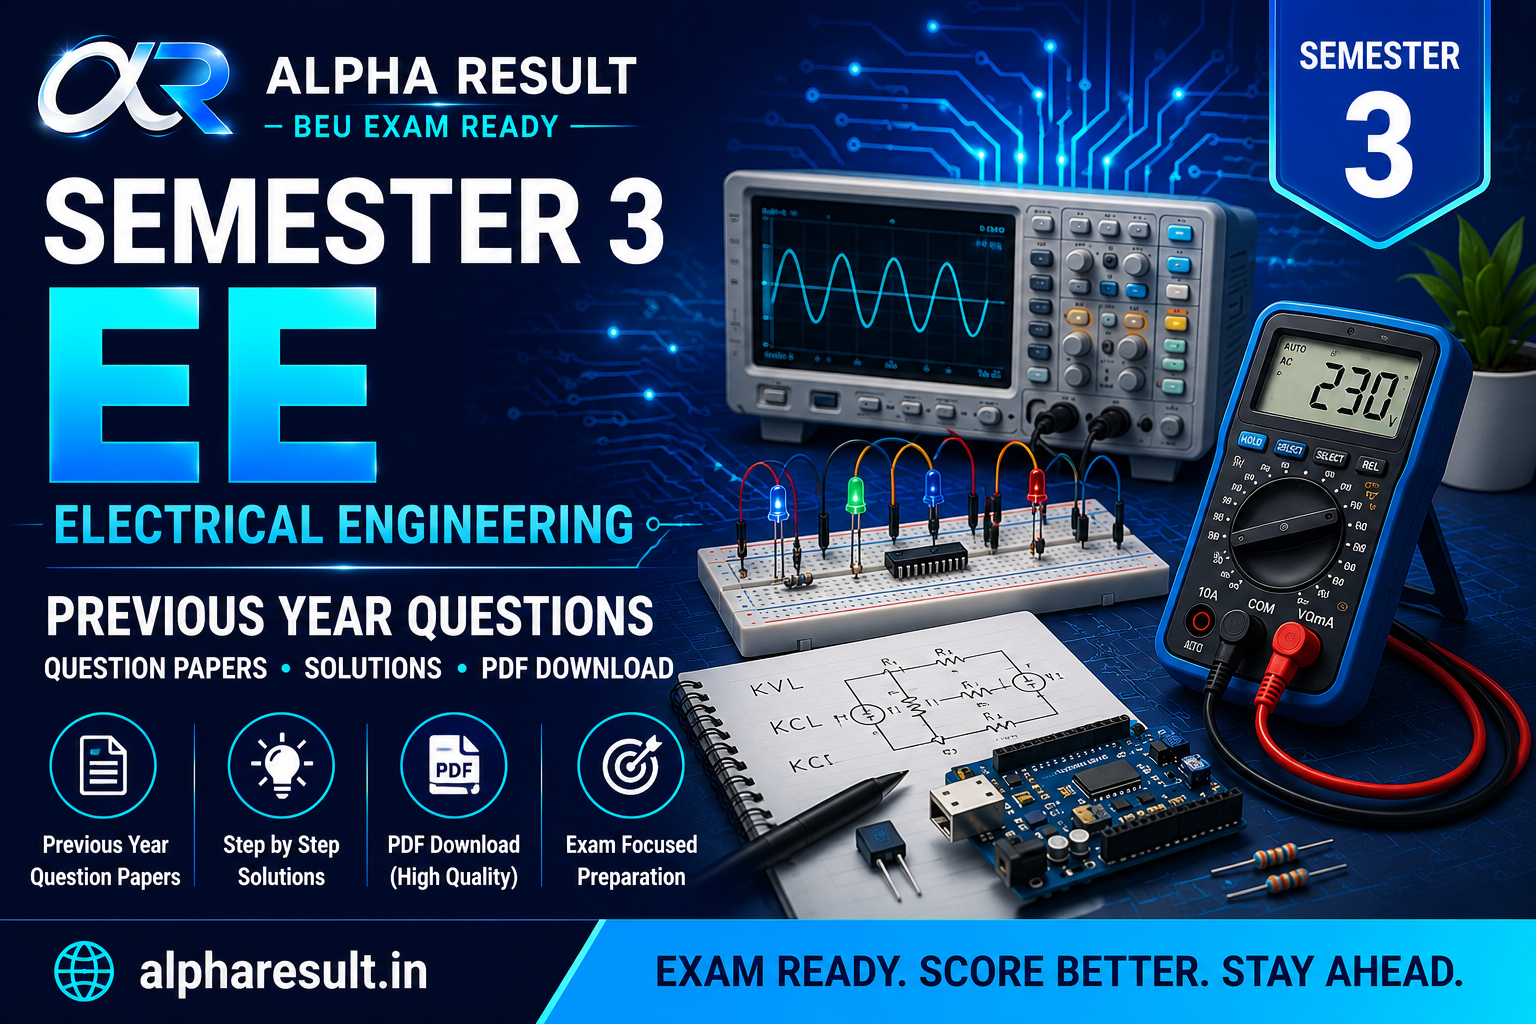 ALPHA RESULT
BEU EXAM READY
SEMESTER 3
EE
ELECTRICAL ENGINEERING
PREVIOUS YEAR QUESTIONS
QUESTION PAPERS • SOLUTIONS • PDF DOWNLOAD
PDF
Previous Year
Question Papers
Step by Step
Solutions
PDF Download
(High Quality)
Exam Focused
Preparation
alpharesult.in
EXAM READY. SCORE BETTER. STAY AHEAD.
SEMESTER
3
AUTO
AC
230
V
HOLD
SELECT
REL
10A
COM
VΩmA
KVL
KCL